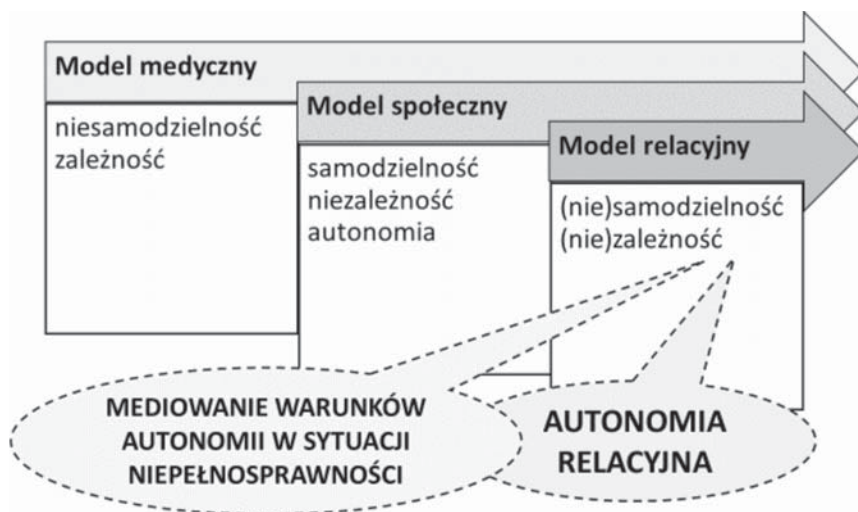 Model medyczny
niesamodzielność
zależność
Model społeczny
samodzielność
niezależność
autonomia
Model relacyjny
(nie)samodzielność
(nie)zależność
MEDIOWANIE WARUNKÓW
AUTONOMII W SYTUACJI
NIEPEŁNOSPRAWNOŚCI
AUTONOMIA
RELACYJNA